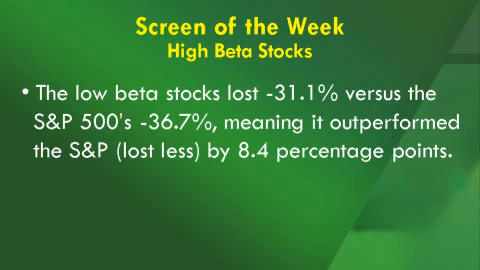 Screen of the Week
High Beta Stocks
• The low beta stocks lost -31.1% versus the
S&P 500's -36.7%, meaning it outperformed
the S&P (lost less) by 8.4 percentage points.